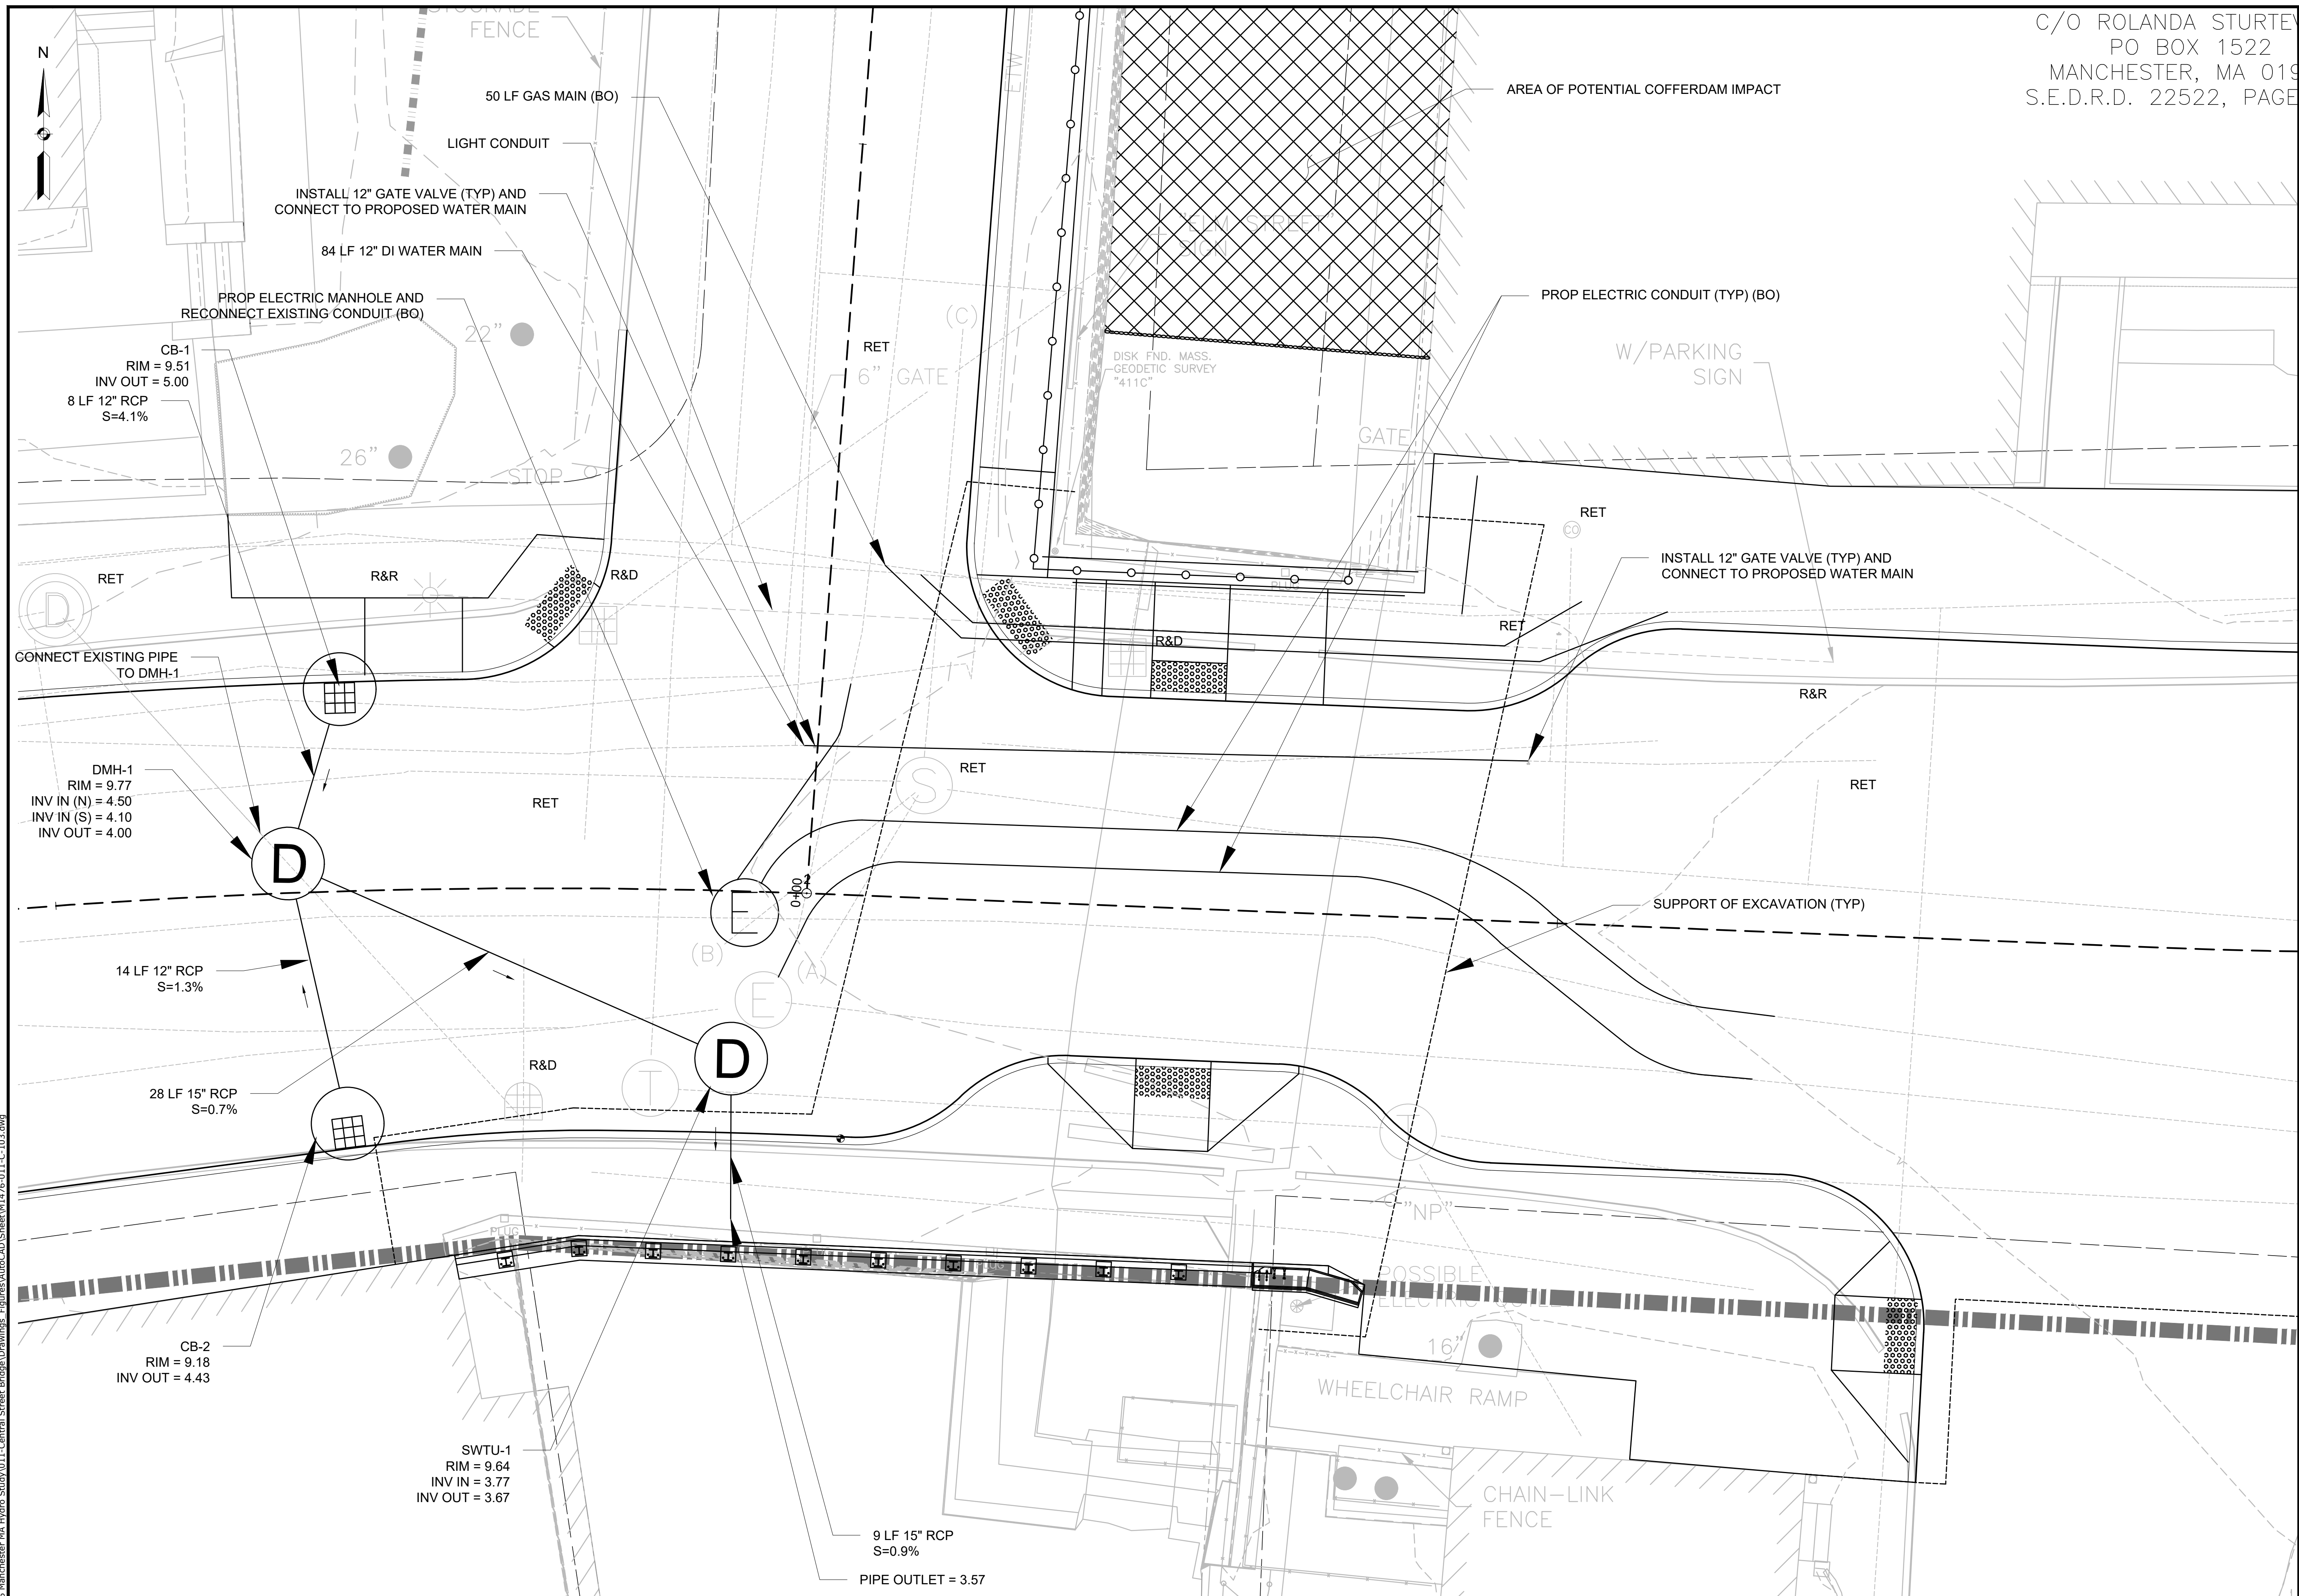 FENCE
C/O ROLANDA
PO BOX 1522
MANCHESTER, MA
S.E.D.R.D. 22522, PAGE
N
50 LF GAS MAIN (BO)
LIGHT CONDUIT
INSTALL 12" GATE VALVE (TYP) AND
CONNECT TO PROPOSED WATER MAIN
84 LF 12" DI WATER MAIN
PROP ELECTRIC MANHOLE AND
RECONNECT EXISTING CONDUIT (BO)
CB-1
RIM = 9.51
INV OUT = 5.00
8 LF 12" RCP
S=4.1%
22"
26"
STOP
AREA OF POTENTIAL COFFERDAM IMPACT
"ELM STREET"
SIGN
PROP ELECTRIC CONDUIT (TYP) (BO)
(C)
RET
6" GATE
DISK FND. MASS.
GEODETIC SURVEY
"411C"
W/PARKING
SIGN
GATE
RET
CO
INSTALL 12" GATE VALVE (TYP) AND
CONNECT TO PROPOSED WATER MAIN
RET
D
R&R
R&D
PLUG
RET
R&D
R&R
CONNECT EXISTING PIPE
TO DMH-1
DMH-1
RIM = 9.77
INV IN (N) = 4.50
INV IN (S) = 4.10
INV OUT = 4.00
D
RET
S
RET
RET
0+00
E
(B)
(A)
E
SUPPORT OF EXCAVATION (TYP)
14 LF 12" RCP
S=1.3%
28 LF 15" RCP
S=0.7%
R&D
T
D
PLUG
"NP"
POSSIBLE
16"
WHEELCHAIR RAMP
CHAIN-LINK
FENCE
CB-2
RIM = 9.18
INV OUT = 4.43
SWTU-1
RIM = 9.64
INV IN = 3.77
INV OUT = 3.67
9 LF 15" RCP
S=0.9%
PIPE OUTLET = 3.57